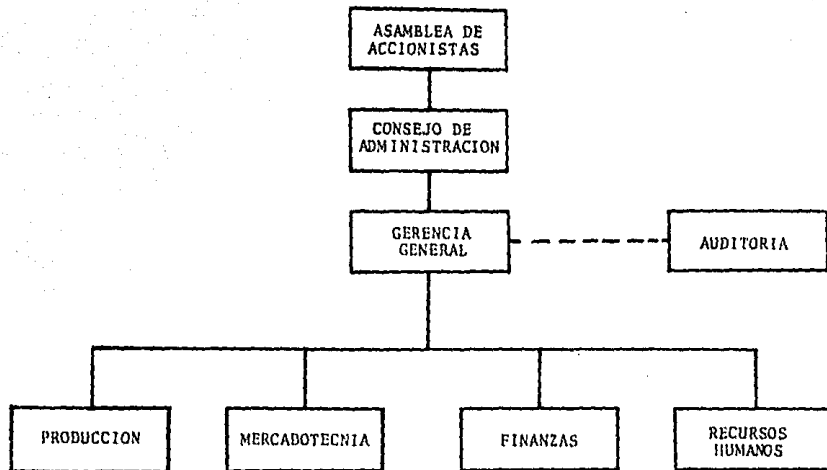 ASAMBLEA DE
ACCIONISTAS
CONSEJO DE
ADMINISTRACION
GERENCIA
GENERAL
AUDITORIA
PRODUCCION
MERCADOTECNIA
FINANZAS
RECURSOS
HUMANOS